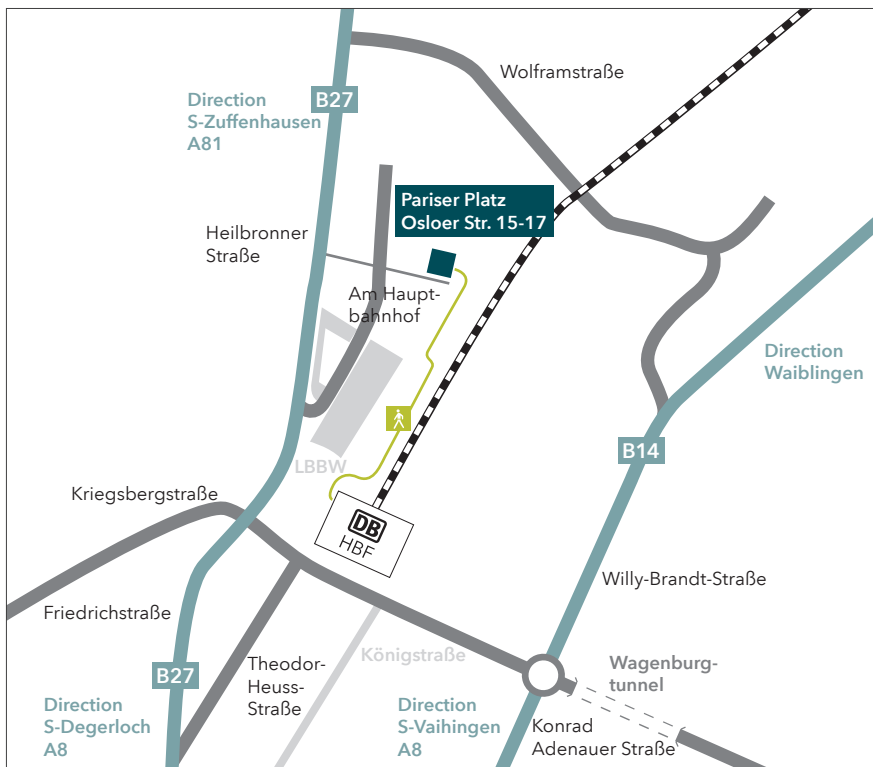 Wolframstraße
B27
Direction
S-Zuffenhausen
A81
Pariser Platz
Osloer Str. 15-17
Heilbronner
Straße
Am Haupt-
bahnhof
Direction
Waiblingen
B14
LBBW
Kriegsbergstraße
DB
HBF
Willy-Brandt-Straße
Friedrichstraße
Königstraße
Theodor-
Heuss-
Straße
Wagenburg-
tunnel
B27
Direction
S-Degerloch
A8
Direction
S-Vaihingen
A8
Konrad
Adenauer Straße